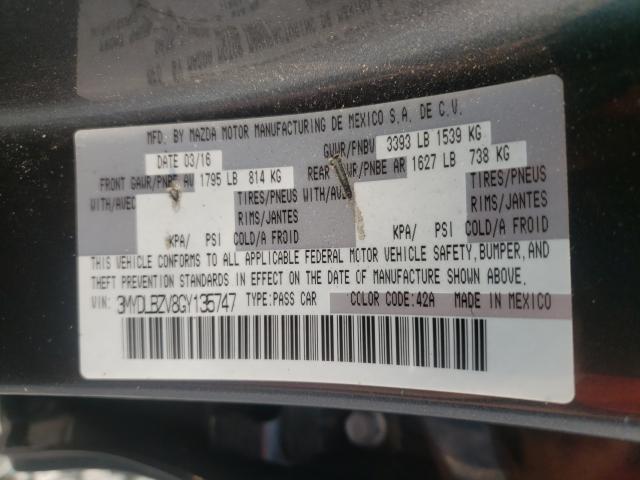 MFD. BY MAZDA MOTOR MANUFACTURING DE MEXICO S.A. DE C.V.
DATE 03/16 GVWR/PNBV 3393 LB 1539 KG
FRONT GAWR/PNBE AV 1795 LB 814 KG REAR GAWR/PNBE AR 1627 LB 738 KG
WITH/AVEC TIRES/PNEUS WITH/AVEC TIRES/PNEUS
RIMS/JANTES RIMS/JANTES
KPA/ PSI COLD/A FROID KPA/ PSI COLD/A FROID
THIS VEHICLE CONFORMS TO ALL APPLICABLE FEDERAL MOTOR VEHICLE SAFETY, BUMPER, AND
THEFT PREVENTION STANDARDS IN EFFECT ON THE DATE OF MANUFACTURE SHOWN ABOVE.
VIN: 3MYDLBZV8GY135747 TYPE:PASS CAR COLOR CODE:42A MADE IN MEXICO